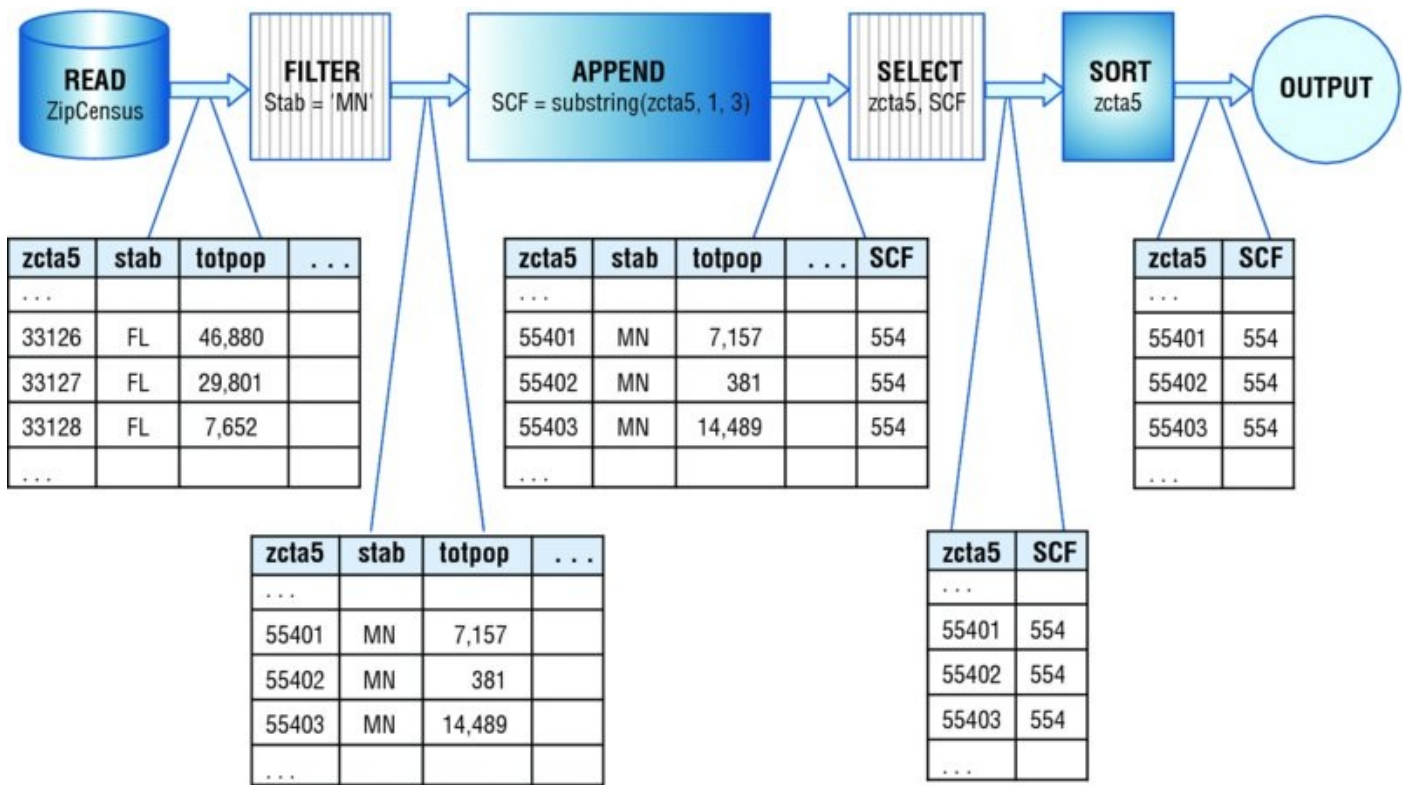 READ
ZipCensus
FILTER
Stab = 'MN'
APPEND
SCF = substring(zcta5, 1, 3)
SELECT
zcta5, SCF
SORT
zcta5
OUTPUT
zcta5 stab totpop . . .
. . .
33126 FL 46,880
33127 FL 29,801
33128 FL 7,652
. . .
zcta5 stab totpop . . . SCF
. . .
55401 MN 7,157 554
55402 MN 381 554
55403 MN 14,489 554
. . .
zcta5 SCF
. . .
55401 554
55402 554
55403 554
. . .
zcta5 stab totpop . . .
. . .
55401 MN 7,157
55402 MN 381
55403 MN 14,489
. . .
zcta5 SCF
. . .
55401 554
55402 554
55403 554
. . .